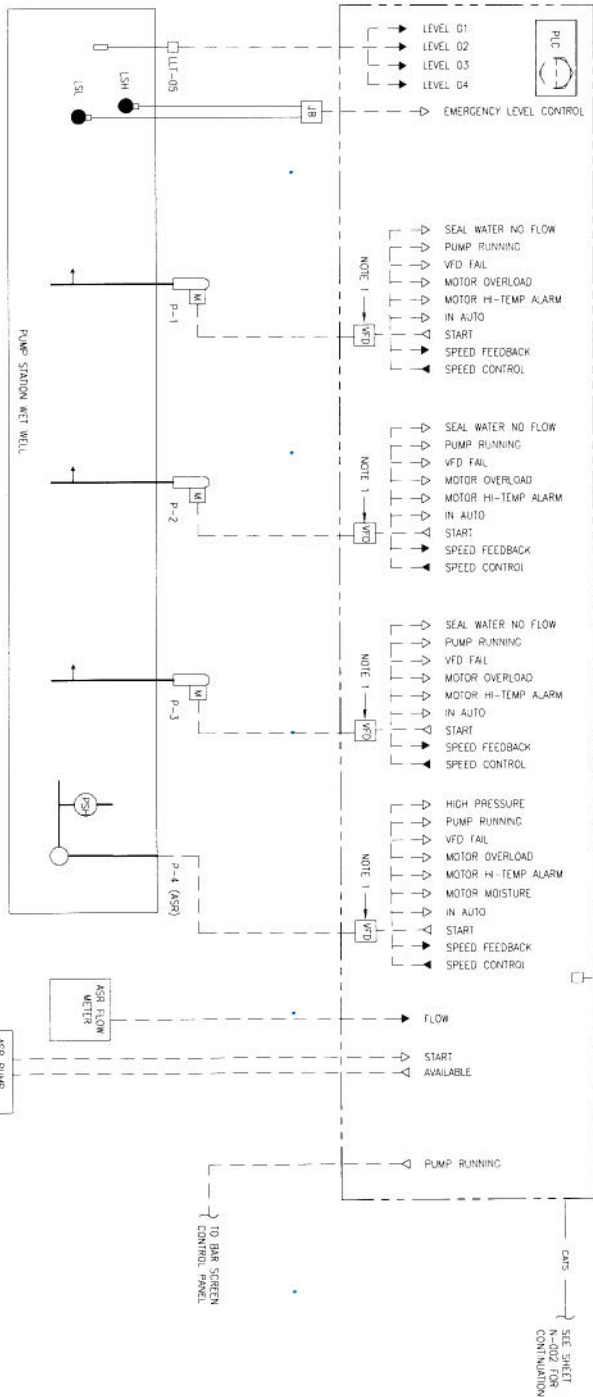 PLC
LEVEL 01
LEVEL 02
LEVEL 03
LEVEL 04
EMERGENCY LEVEL CONTROL
LLT-05
LSH
LSL
JB
SEAL WATER NO FLOW
PUMP RUNNING
VFD FAIL
MOTOR OVERLOAD
MOTOR HI-TEMP ALARM
IN AUTO
START
SPEED FEEDBACK
SPEED CONTROL
NOTE 1
VFD
M
P-1
PUMP STATION WET WELL
SEAL WATER NO FLOW
PUMP RUNNING
VFD FAIL
MOTOR OVERLOAD
MOTOR HI-TEMP ALARM
IN AUTO
START
SPEED FEEDBACK
SPEED CONTROL
NOTE 1
VFD
M
P-2
SEAL WATER NO FLOW
PUMP RUNNING
VFD FAIL
MOTOR OVERLOAD
MOTOR HI-TEMP ALARM
IN AUTO
START
SPEED FEEDBACK
SPEED CONTROL
NOTE 1
VFD
M
P-3
HIGH PRESSURE
PUMP RUNNING
VFD FAIL
MOTOR OVERLOAD
MOTOR HI-TEMP ALARM
MOTOR MOISTURE
IN AUTO
START
SPEED FEEDBACK
SPEED CONTROL
NOTE 1
VFD
PSH
P-4 (ASR)
FLOW
ASR FLOW
METER
START
AVAILABLE
ASR PUMP
PUMP RUNNING
TO BAR SCREEN
CONTROL PANEL
CAT5
SEE SHEET
N-002 FOR
CONTINUATION